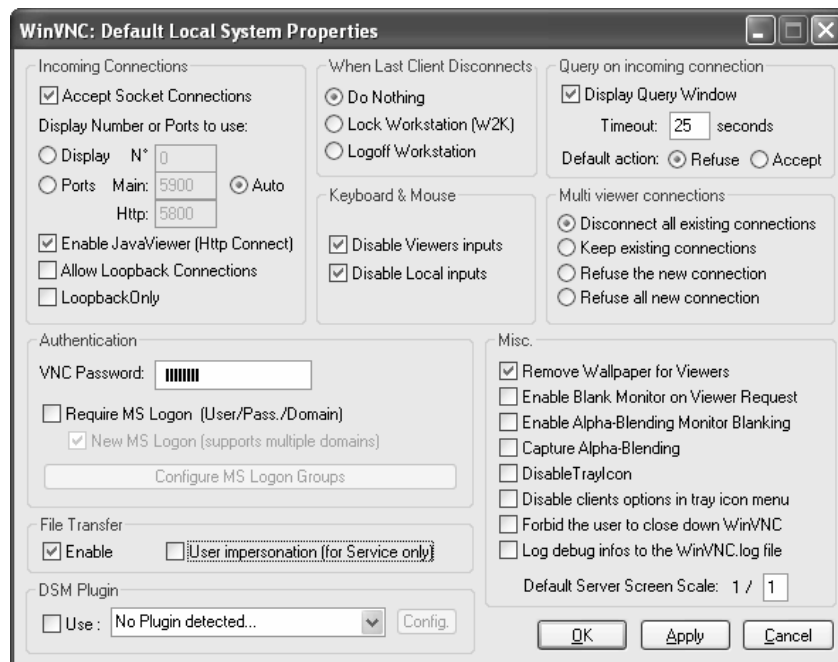 WinVNC: Default Local System Properties
Incoming Connections
Accept Socket Connections
Display Number or Ports to use:
Display N° 0
Ports Main: 5900 Auto
Http: 5800
Enable JavaViewer (Http Connect)
Allow Loopback Connections
LoopbackOnly
When Last Client Disconnects
Do Nothing
Lock Workstation (W2K)
Logoff Workstation
Keyboard & Mouse
Disable Viewers inputs
Disable Local inputs
Query on incoming connection
Display Query Window
Timeout: 25 seconds
Default action: Refuse Accept
Multi viewer connections
Disconnect all existing connections
Keep existing connections
Refuse the new connection
Refuse all new connection
Authentication
VNC Password:
Require MS Logon (User/Pass./Domain)
New MS Logon (supports multiple domains)
Configure MS Logon Groups
File Transfer
Enable User impersonation (for Service only)
DSM Plugin
Use : No Plugin detected... Config.
Misc.
Remove Wallpaper for Viewers
Enable Blank Monitor on Viewer Request
Enable Alpha-Blending Monitor Blanking
Capture Alpha-Blending
DisableTrayIcon
Disable clients options in tray icon menu
Forbid the user to close down WinVNC
Log debug infos to the WinVNC.log file
Default Server Screen Scale: 1 / 1
OK Apply Cancel